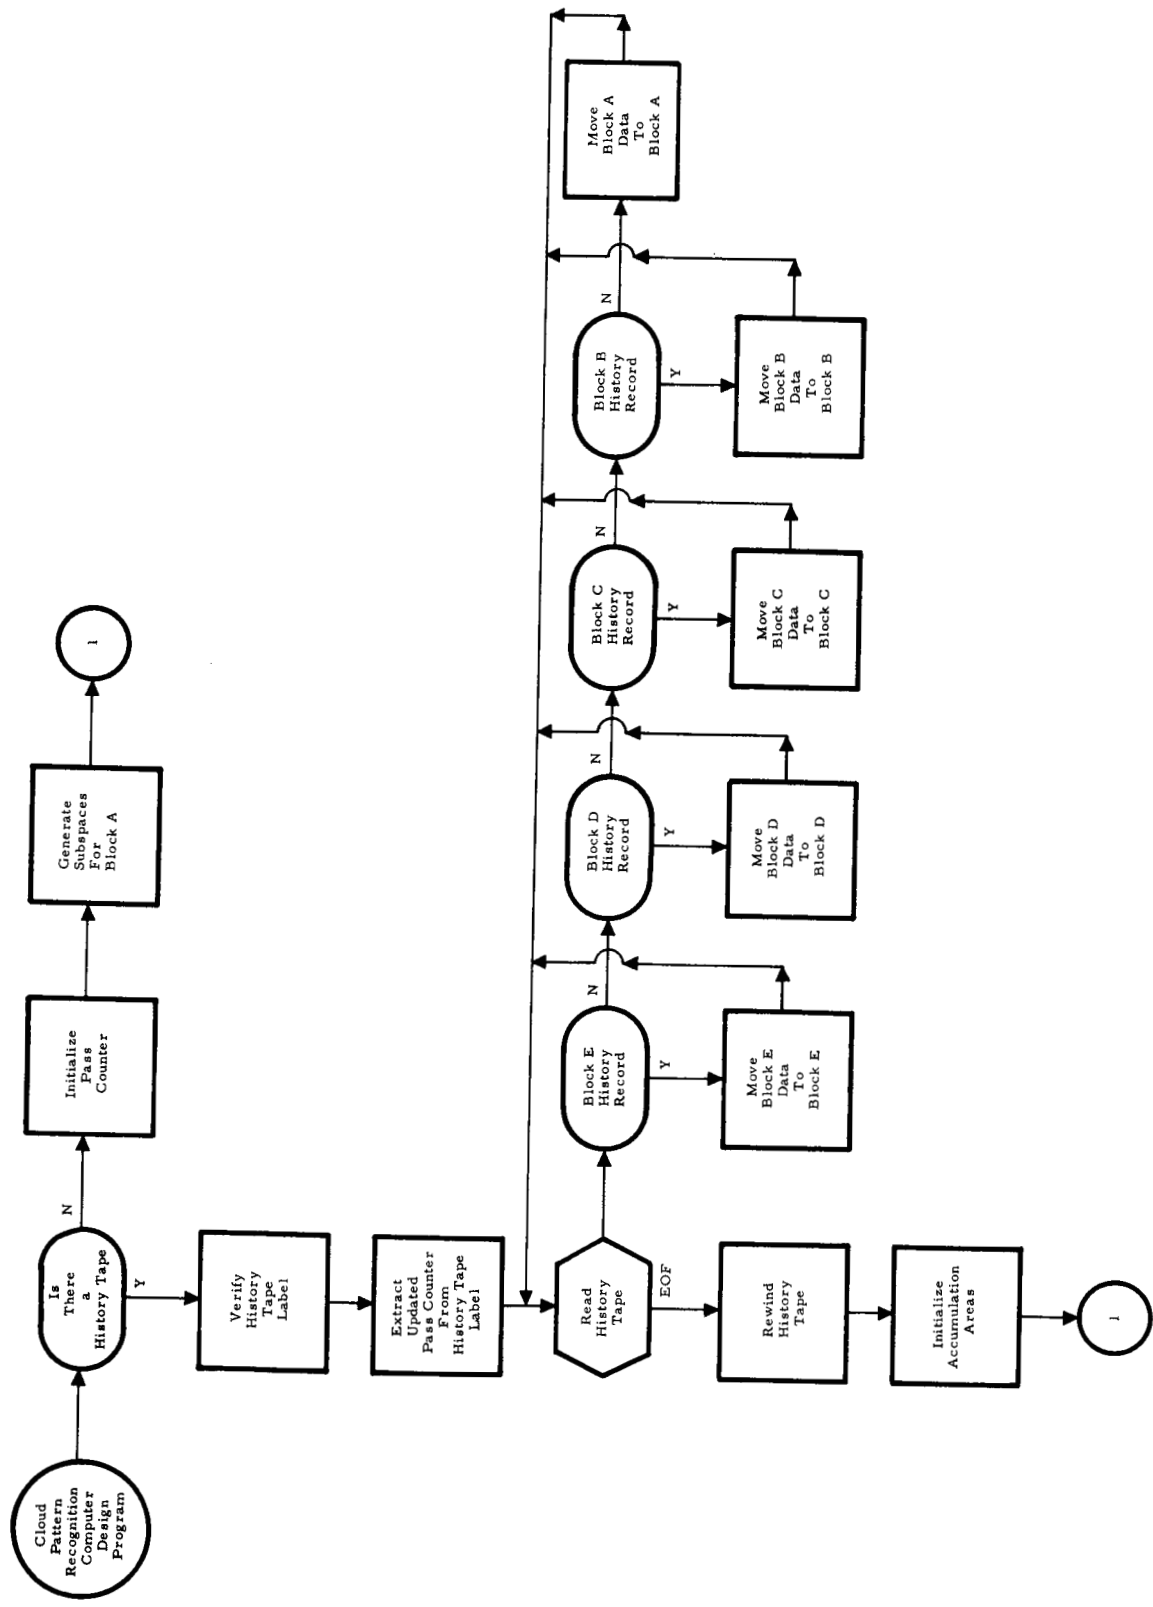 Cloud
Pattern
Recognition
Computer
Design
Program
Is
There
a
History Tape
N
Initialize
Pass
Counter
Generate
Subspaces
For
Block A
1
Y
Verify
History
Tape
Label
Extract
Updated
Pass Counter
From
History Tape
Label
Read
History
Tape
Block E
History
Record
N
Block D
History
Record
N
Block C
History
Record
N
Block B
History
Record
N
Move
Block A
Data
To
Block A
EOF
Y
Y
Y
Y
Rewind
History
Tape
Move
Block E
Data
To
Block E
Move
Block D
Data
To
Block D
Move
Block C
Data
To
Block C
Move
Block B
Data
To
Block B
Initialize
Accumulation
Areas
1